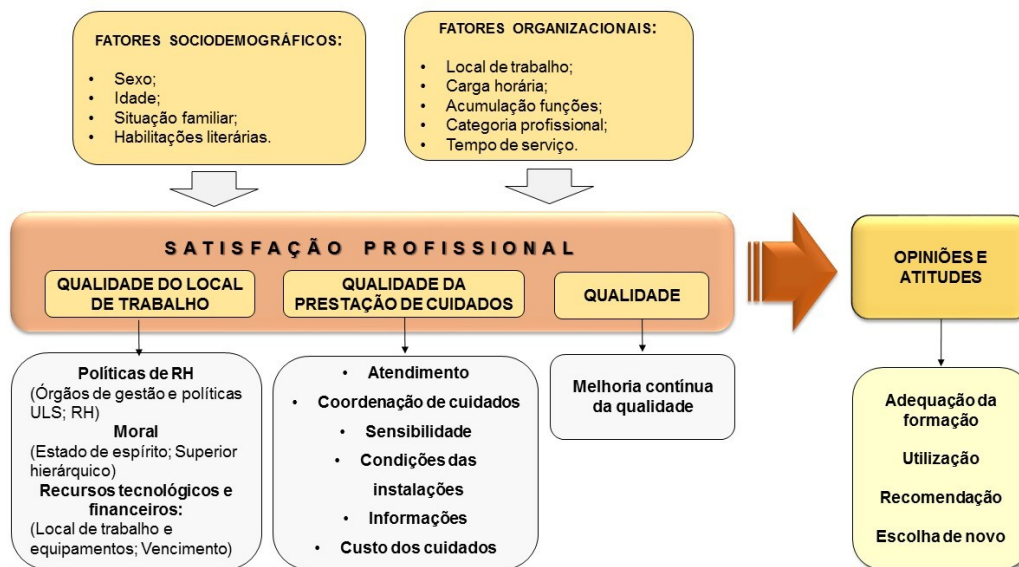 FATORES SOCIODEMOGRÁFICOS:
• Sexo;
• Idade;
• Situação familiar;
• Habilitações literárias.
FATORES ORGANIZACIONAIS:
• Local de trabalho;
• Carga horária;
• Acumulação funções;
• Categoria profissional;
• Tempo de serviço.
SATISFAÇÃO PROFISSIONAL
QUALIDADE DO LOCAL
DE TRABALHO
QUALIDADE DA
PRESTAÇÃO DE CUIDADOS
QUALIDADE
OPINIÕES E
ATITUDES
Políticas de RH
(Órgãos de gestão e políticas
ULS; RH)
Moral
(Estado de espírito; Superior
hierárquico)
Recursos tecnológicos e
financeiros:
(Local de trabalho e
equipamentos; Vencimento)
• Atendimento
• Coordenação de cuidados
• Sensibilidade
• Condições das
instalações
• Informações
• Custo dos cuidados
Melhoria contínua
da qualidade
Adequação da
formação
Utilização
Recomendação
Escolha de novo